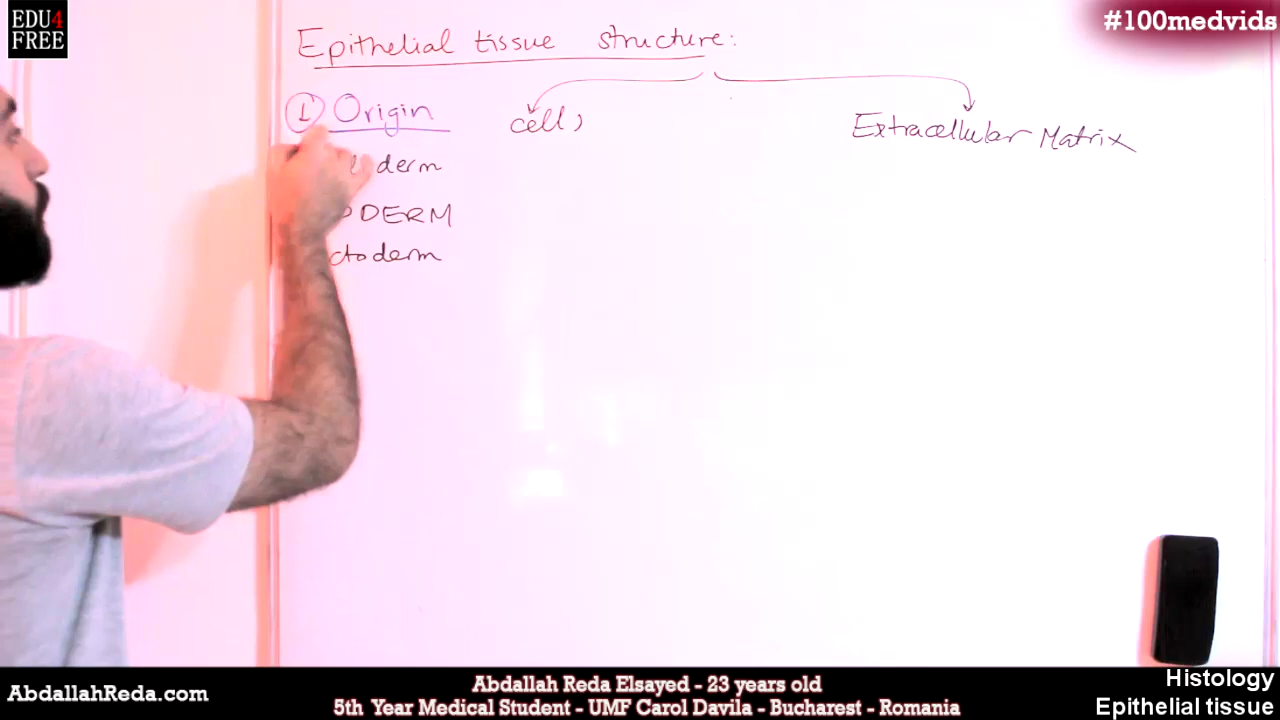 EDU4
FREE
#100medvids
Epithelial tissue structure:
1 Origin
cells
Extracellular Matrix
derm
DERM
ctoderm
AbdallahReda.com
Abdallah Reda Elsayed - 23 years old
5th Year Medical Student - UMF Carol Davila - Bucharest - Romania
Histology
Epithelial tissue